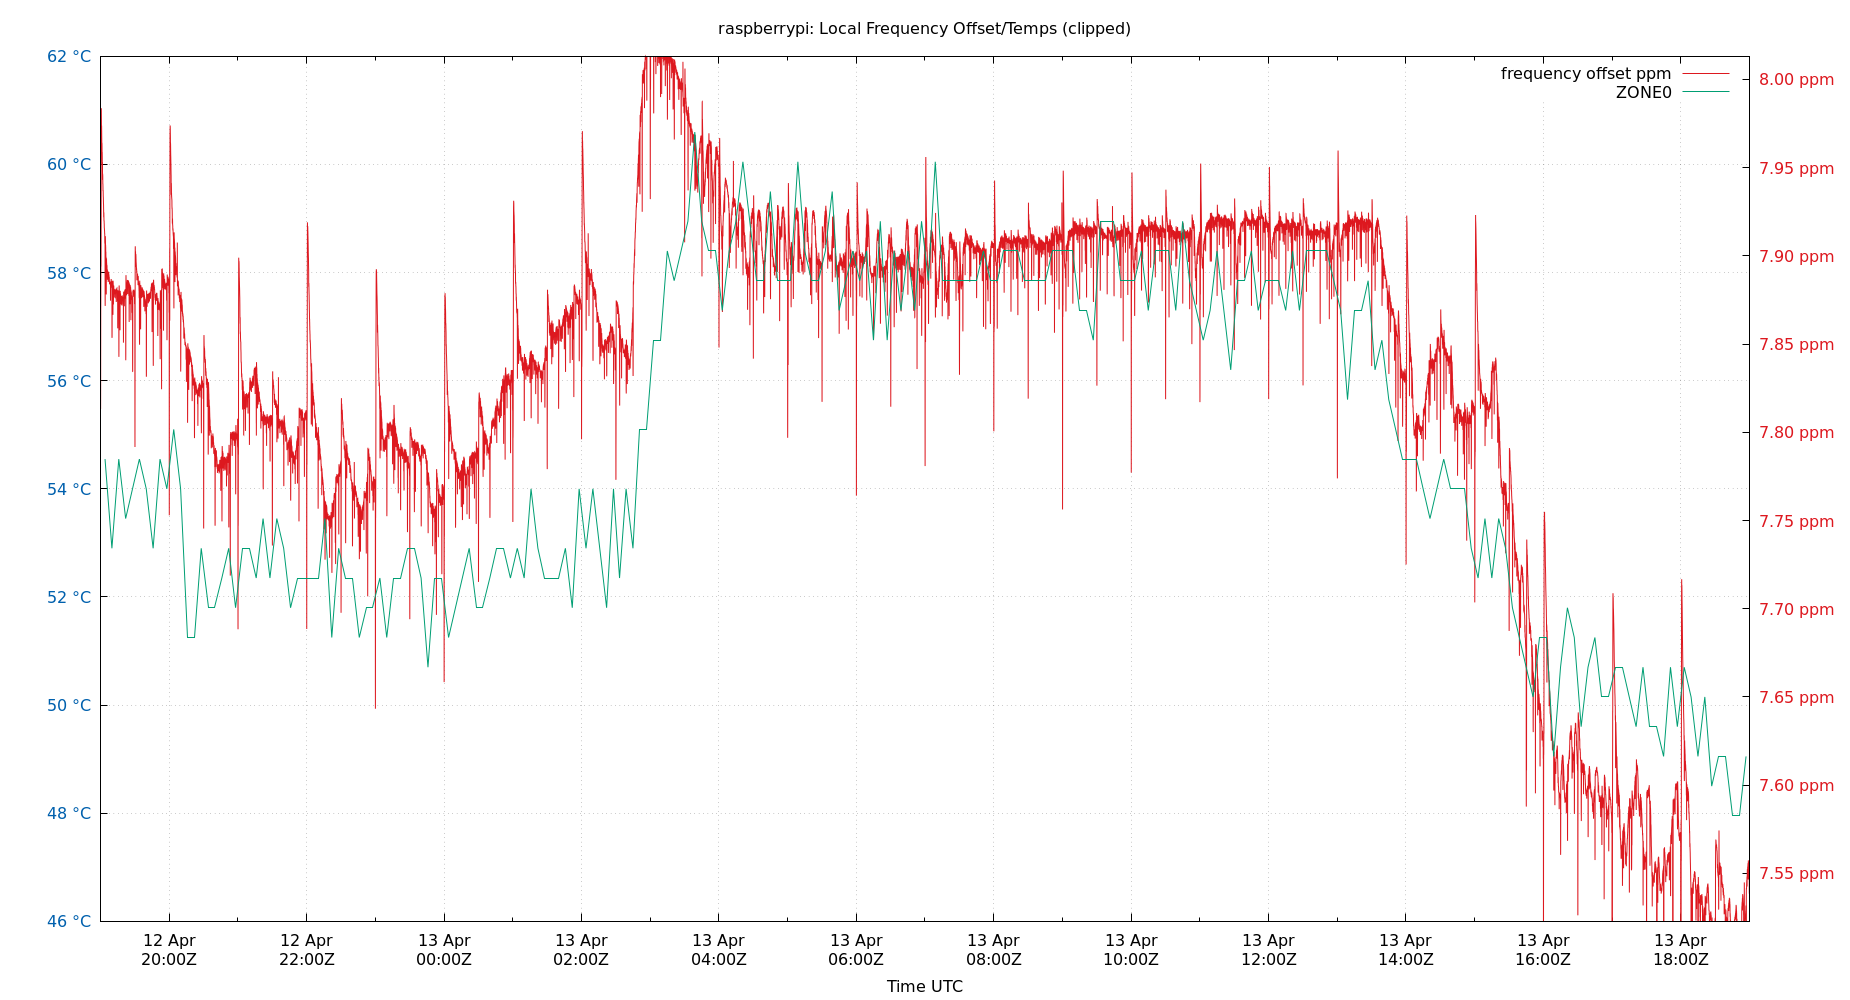 raspberrypi: Local Frequency Offset/Temps (clipped)
frequency offset ppm
ZONE0
62 °C
60 °C
58 °C
56 °C
54 °C
52 °C
50 °C
48 °C
46 °C
8.00 ppm
7.95 ppm
7.90 ppm
7.85 ppm
7.80 ppm
7.75 ppm
7.70 ppm
7.65 ppm
7.60 ppm
7.55 ppm
12 Apr 12 Apr 13 Apr 13 Apr 13 Apr 13 Apr 13 Apr 13 Apr 13 Apr 13 Apr 13 Apr 13 Apr
20:00Z 22:00Z 00:00Z 02:00Z 04:00Z 06:00Z 08:00Z 10:00Z 12:00Z 14:00Z 16:00Z 18:00Z
Time UTC